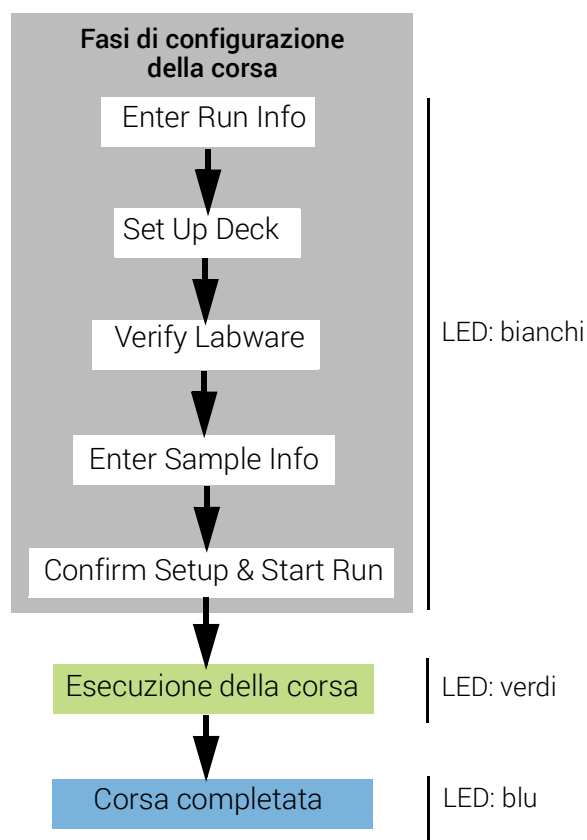 Fasi di configurazione
della corsa
Enter Run Info
Set Up Deck
Verify Labware
LED: bianchi
Enter Sample Info
Confirm Setup & Start Run
Esecuzione della corsa
LED: verdi
Corsa completata
LED: blu